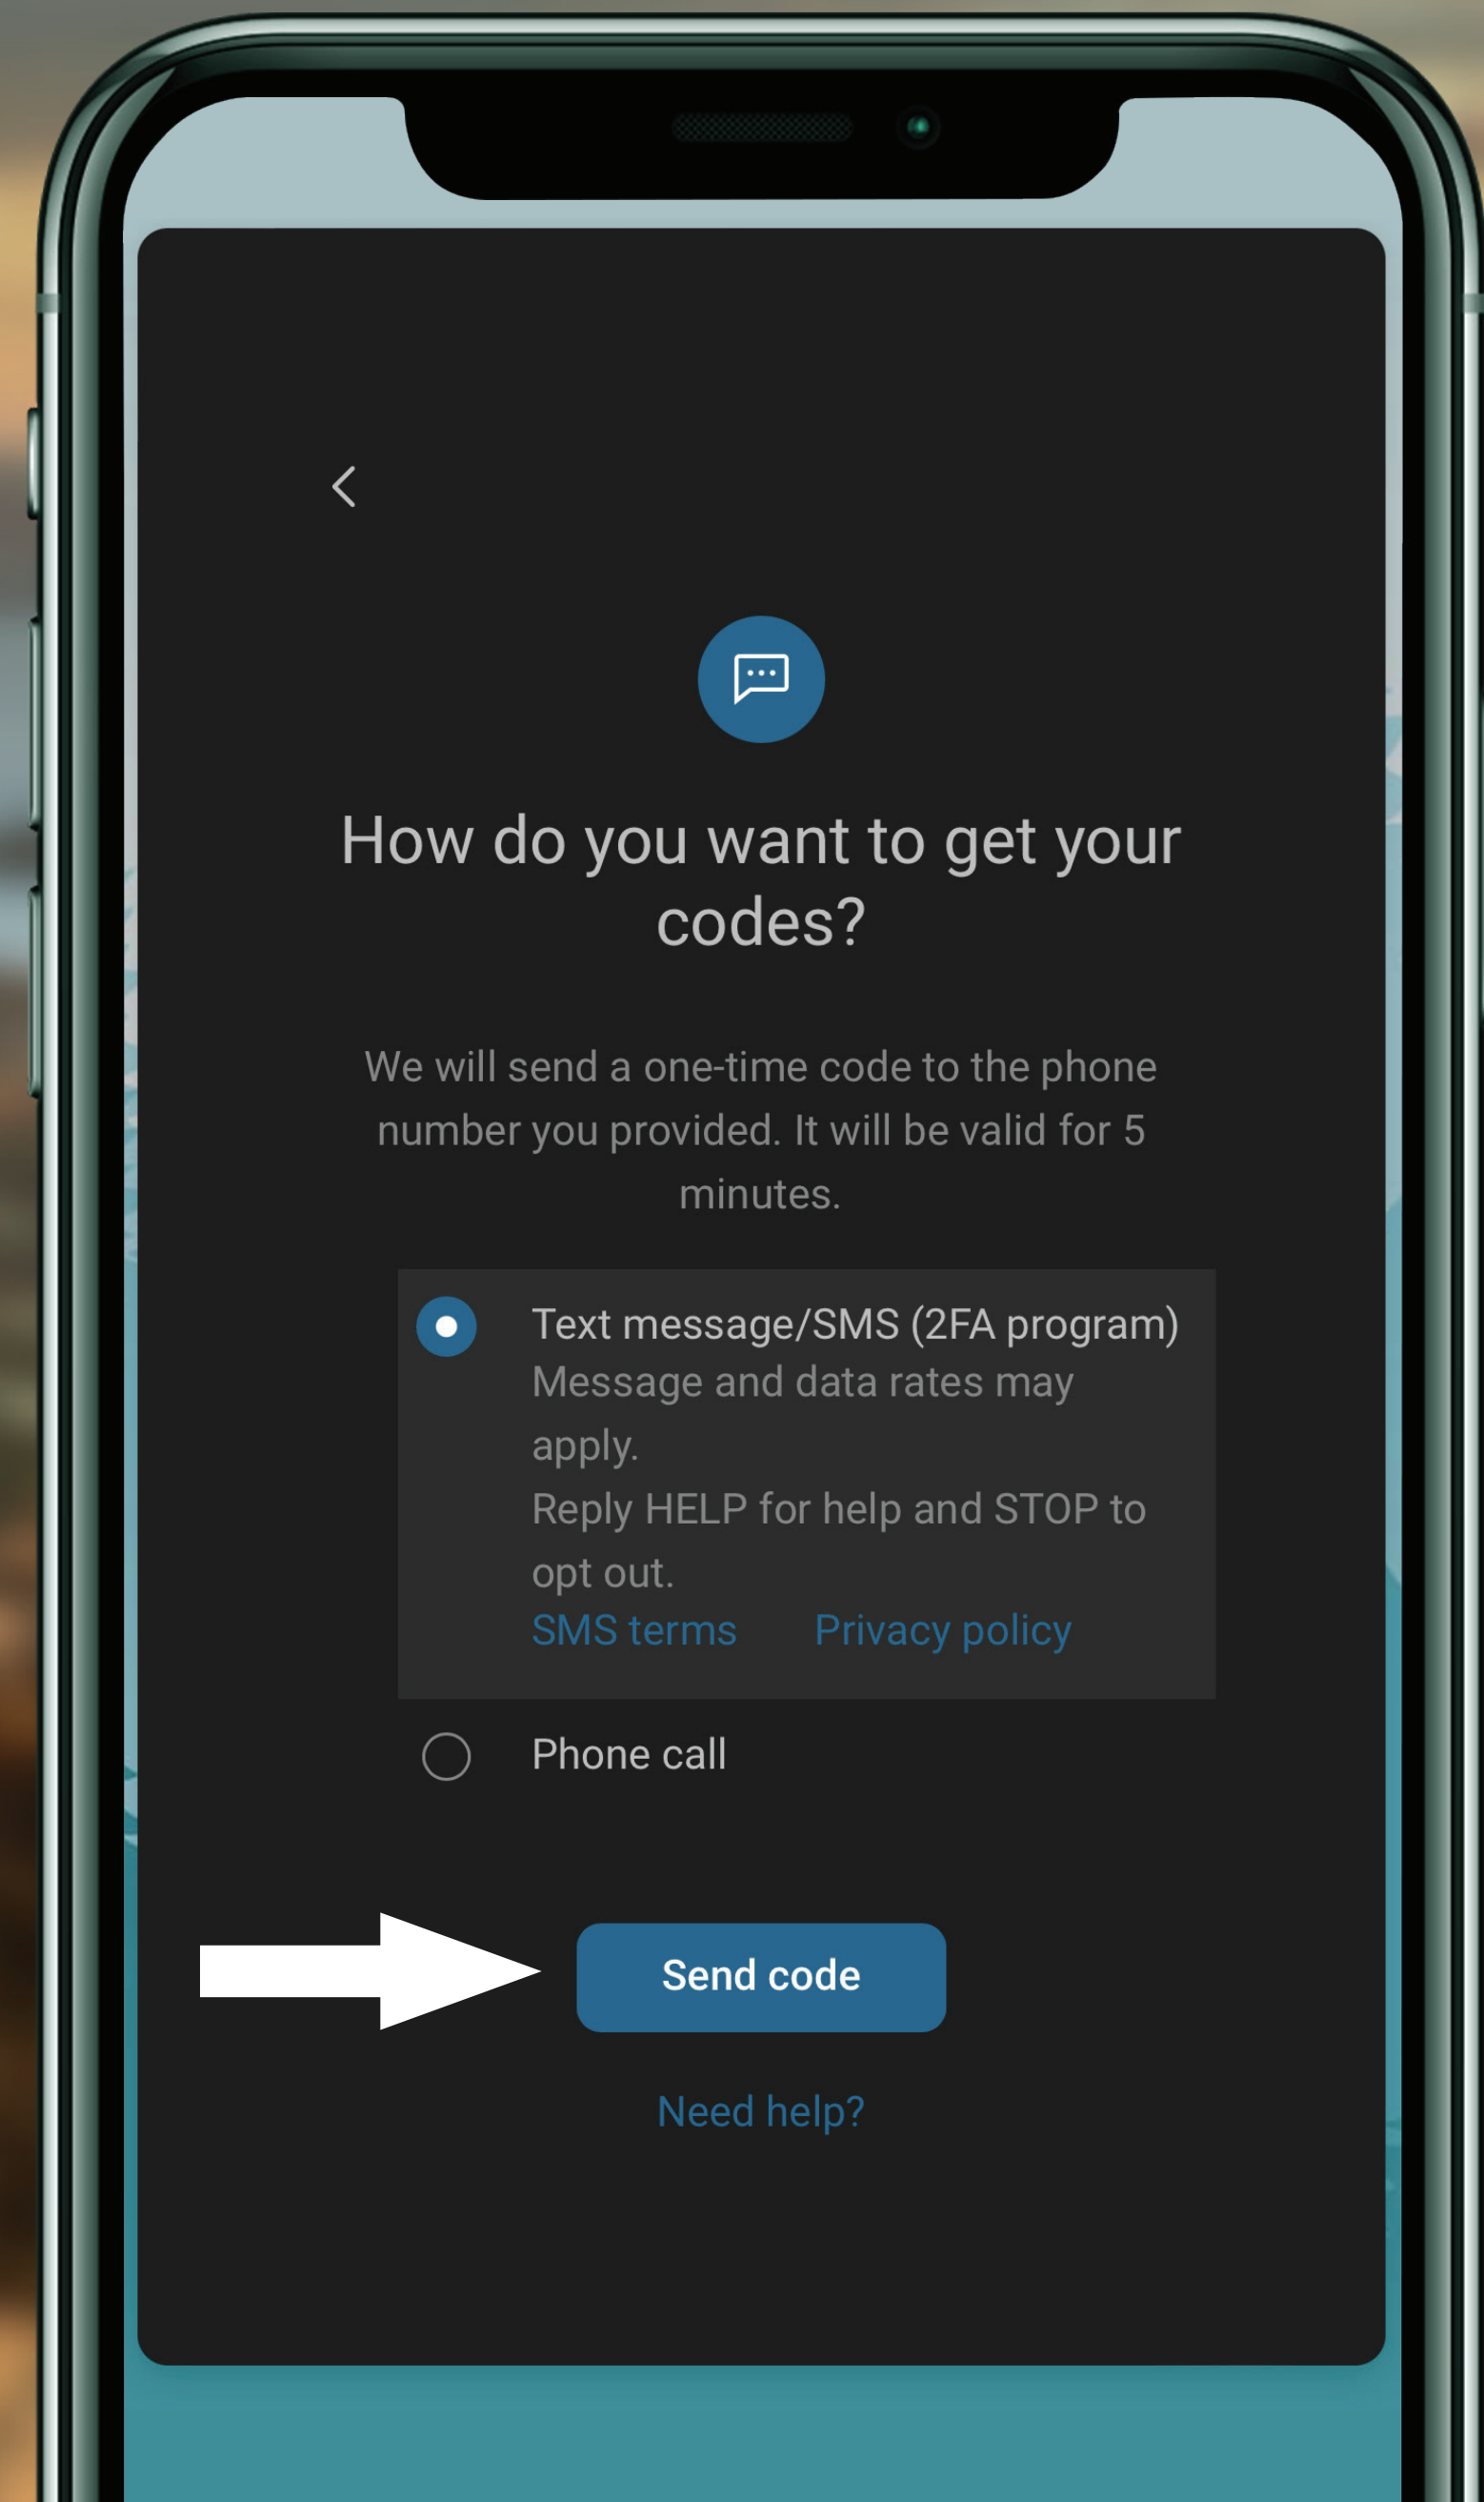 How do you want to get your
codes?
We will send a one-time code to the phone
number you provided. It will be valid for 5
minutes.
Text message/SMS (2FA program)
Message and data rates may
apply.
Reply HELP for help and STOP to
opt out.
SMS terms Privacy policy
Phone call
Send code
Need help?